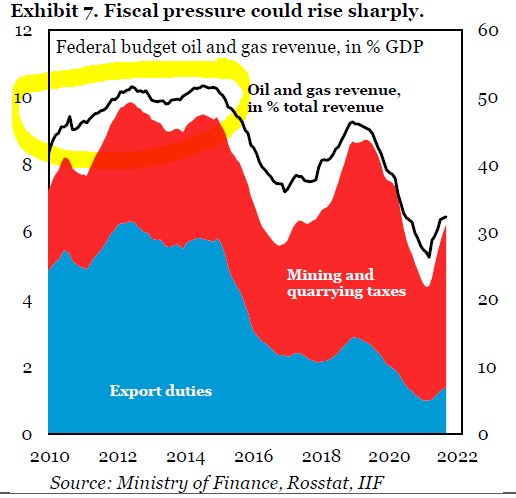 Exhibit 7. Fiscal pressure could rise sharply.
12
60
Federal budget oil and gas revenue, in % GDP
Oil and gas revenue,
in % total revenue
10
50
8
40
6
30
Mining and
quarrying taxes
4
20
2
10
Export duties
0
0
2010 2012 2014 2016 2018 2020 2022
Source: Ministry of Finance, Rosstat, IIF